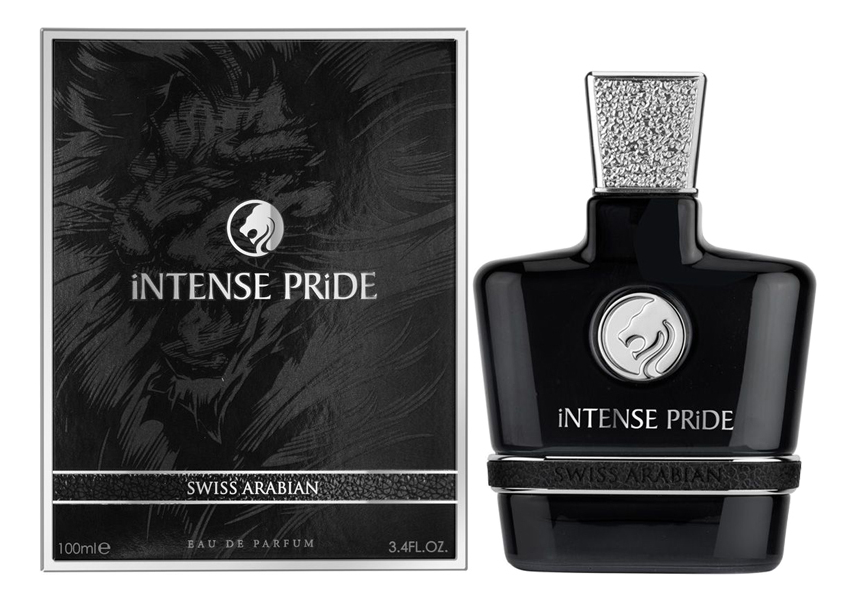 iNTENSE PRiDE
SWISS ARABIAN
100ml℮
EAU DE PARFUM
3.4FL.OZ.
iNTENSE PRiDE
SWISS ARABIAN